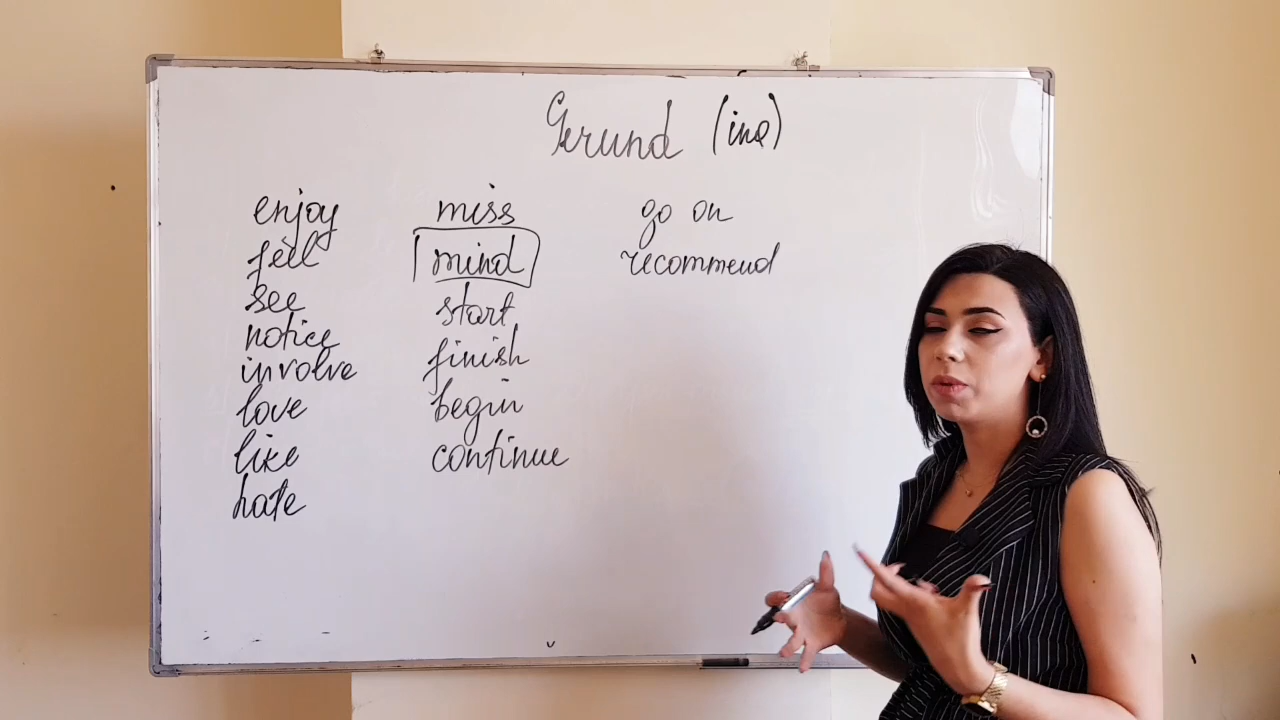 Gerund (ing)
enjoy
feel
see
notice
involve
love
like
hate
miss
mind
start
finish
begin
continue
go on
recommend